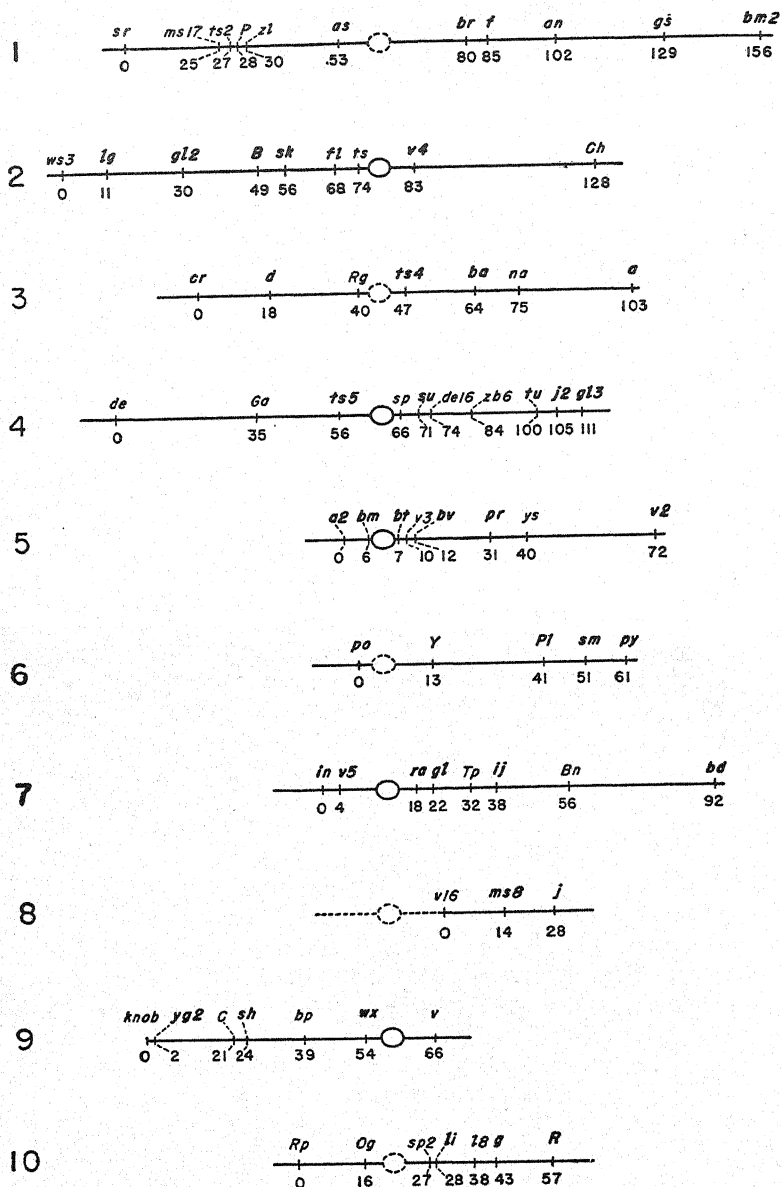 sr ms17 ts2 P zl as br f an gs bm2
1
0 25 27 28 30 53 80 85 102 129 156
ws3 lg gl2 B sk fl ts v4 Ch
2
0 11 30 49 56 68 74 83 128
cr d Rg ts4 ba na a
3
0 18 40 47 64 75 103
de Ga ts5 sp su de16 zb6 tu j2 gl3
4
0 35 56 66 71 74 84 100 105 111
a2 bm bt v3 bv pr ys v2
5
0 6 7 10 12 31 40 72
po Y Pl sm py
6
0 13 41 51 61
in v5 ra gl Tp ij Bn bd
7
0 4 18 22 32 38 56 92
v16 ms8 j
8
0 14 28
knob yg2 C sh bp wx v
9
0 2 21 24 39 54 66
Rp Og sp2 li l8 g R
10
0 16 27 28 38 43 57